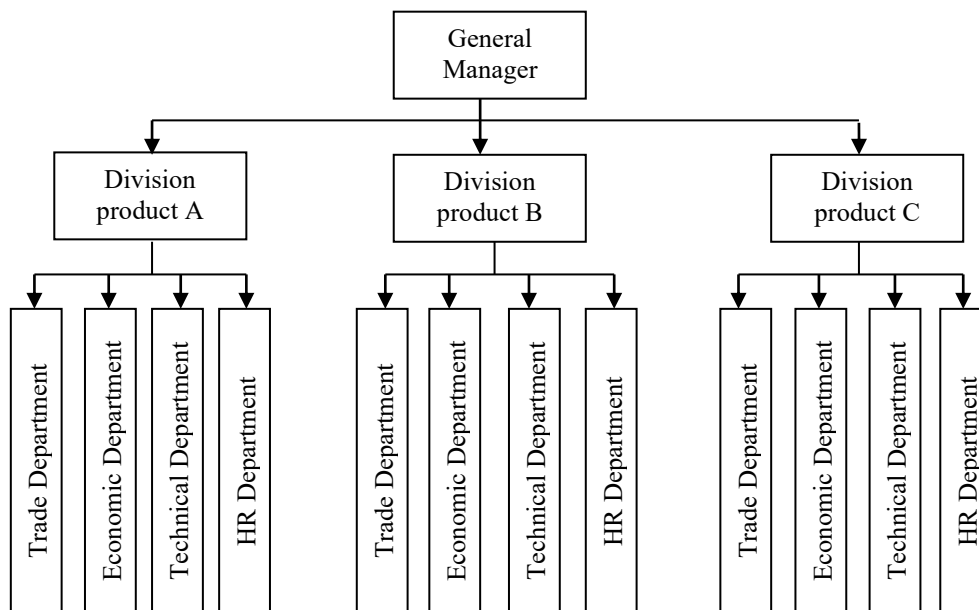 General
Manager
Division
product A
Division
product B
Division
product C
Trade Department
Economic Department
Technical Department
HR Department
Trade Department
Economic Department
Technical Department
HR Department
Trade Department
Economic Department
Technical Department
HR Department